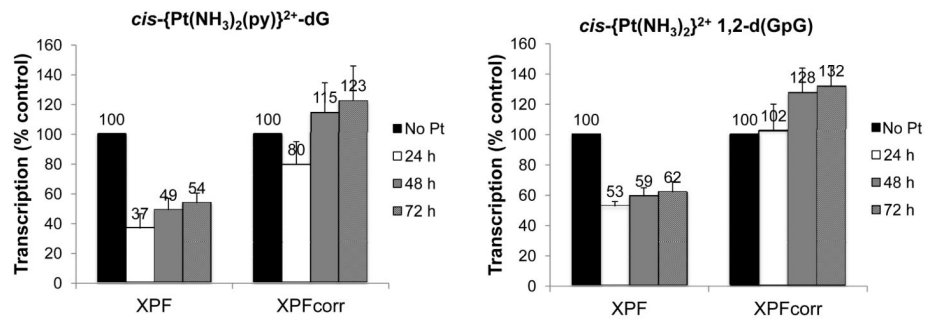 cis-{Pt(NH3)2(py)}2+-dG
Transcription (% control)
160
140
120
100
80
60
40
20
0
100
37
49
54
100
80
115
123
XPF
XPFcorr
No Pt
24 h
48 h
72 h
cis-{Pt(NH3)2}2+ 1,2-d(GpG)
Transcription (% control)
160
140
120
100
80
60
40
20
0
100
53
59
62
100
102
128
132
XPF
XPFcorr
No Pt
24 h
48 h
72 h